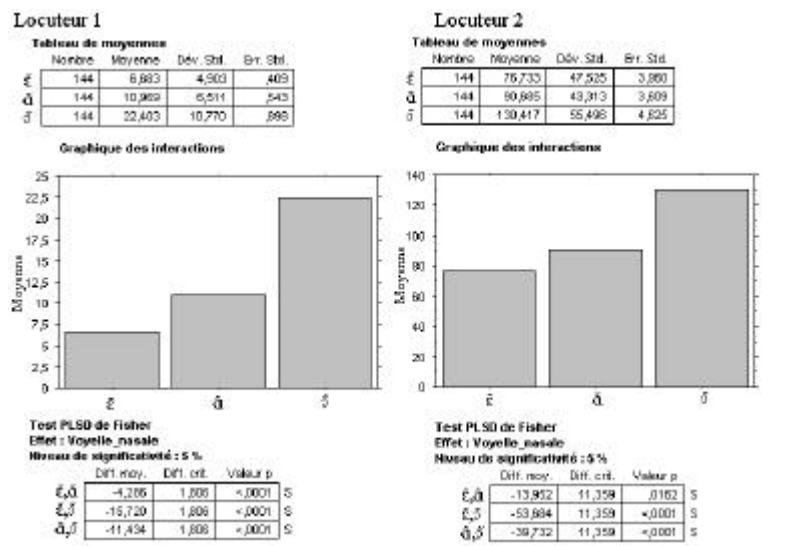 Locuteur 1
Tableau de moyennes
Nombre Moyenne Dév. Std. Err. Std.
ɛ̃ 144 6,683 4,903 ,409
ɑ̃ 144 10,969 6,511 ,543
ɔ̃ 144 22,403 10,770 ,898
Graphique des interactions
Moyenne
25
22,5
20
17,5
15
12,5
10
7,5
5
2,5
0
ɛ̃ ɑ̃ ɔ̃
Test PLSD de Fisher
Effet : Voyelle_nasale
Niveau de significativité : 5 %
Diff. moy. Diff. crit. Valeur p
ɛ̃,ɑ̃ -4,286 1,806 <,0001 S
ɛ̃,ɔ̃ -15,720 1,806 <,0001 S
ɑ̃,ɔ̃ -11,434 1,806 <,0001 S
Locuteur 2
Tableau de moyennes
Nombre Moyenne Dév. Std. Err. Std.
ɛ̃ 144 76,733 47,525 3,960
ɑ̃ 144 90,685 43,313 3,609
ɔ̃ 144 130,417 55,498 4,625
Graphique des interactions
Moyenne
140
120
100
80
60
40
20
0
ɛ̃ ɑ̃ ɔ̃
Test PLSD de Fisher
Effet : Voyelle_nasale
Niveau de significativité : 5 %
Diff. moy. Diff. crit. Valeur p
ɛ̃,ɑ̃ -13,952 11,359 ,0162 S
ɛ̃,ɔ̃ -53,684 11,359 <,0001 S
ɑ̃,ɔ̃ -39,732 11,359 <,0001 S